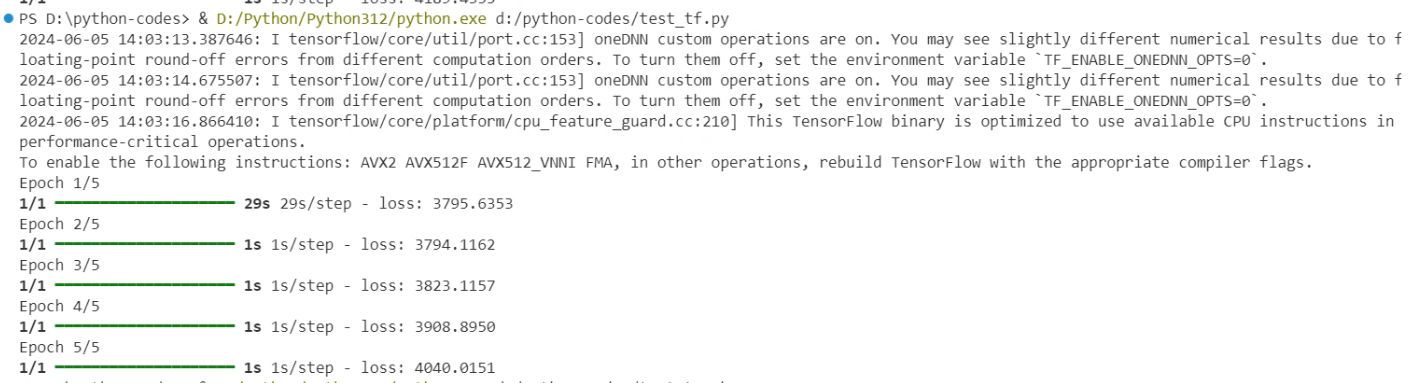 PS D:\python-codes> & D:/Python/Python312/python.exe d:/python-codes/test_tf.py
2024-06-05 14:03:13.387646: I tensorflow/core/util/port.cc:153] oneDNN custom operations are on. You may see slightly different numerical results due to f
loating-point round-off errors from different computation orders. To turn them off, set the environment variable `TF_ENABLE_ONEDNN_OPTS=0`.
2024-06-05 14:03:14.675507: I tensorflow/core/util/port.cc:153] oneDNN custom operations are on. You may see slightly different numerical results due to f
loating-point round-off errors from different computation orders. To turn them off, set the environment variable `TF_ENABLE_ONEDNN_OPTS=0`.
2024-06-05 14:03:16.866410: I tensorflow/core/platform/cpu_feature_guard.cc:210] This TensorFlow binary is optimized to use available CPU instructions in
performance-critical operations.
To enable the following instructions: AVX2 AVX512F AVX512_VNNI FMA, in other operations, rebuild TensorFlow with the appropriate compiler flags.
Epoch 1/5
1/1 ━━━━━━━━━━━━━━━━━━━━ 29s 29s/step - loss: 3795.6353
Epoch 2/5
1/1 ━━━━━━━━━━━━━━━━━━━━ 1s 1s/step - loss: 3794.1162
Epoch 3/5
1/1 ━━━━━━━━━━━━━━━━━━━━ 1s 1s/step - loss: 3823.1157
Epoch 4/5
1/1 ━━━━━━━━━━━━━━━━━━━━ 1s 1s/step - loss: 3908.8950
Epoch 5/5
1/1 ━━━━━━━━━━━━━━━━━━━━ 1s 1s/step - loss: 4040.0151